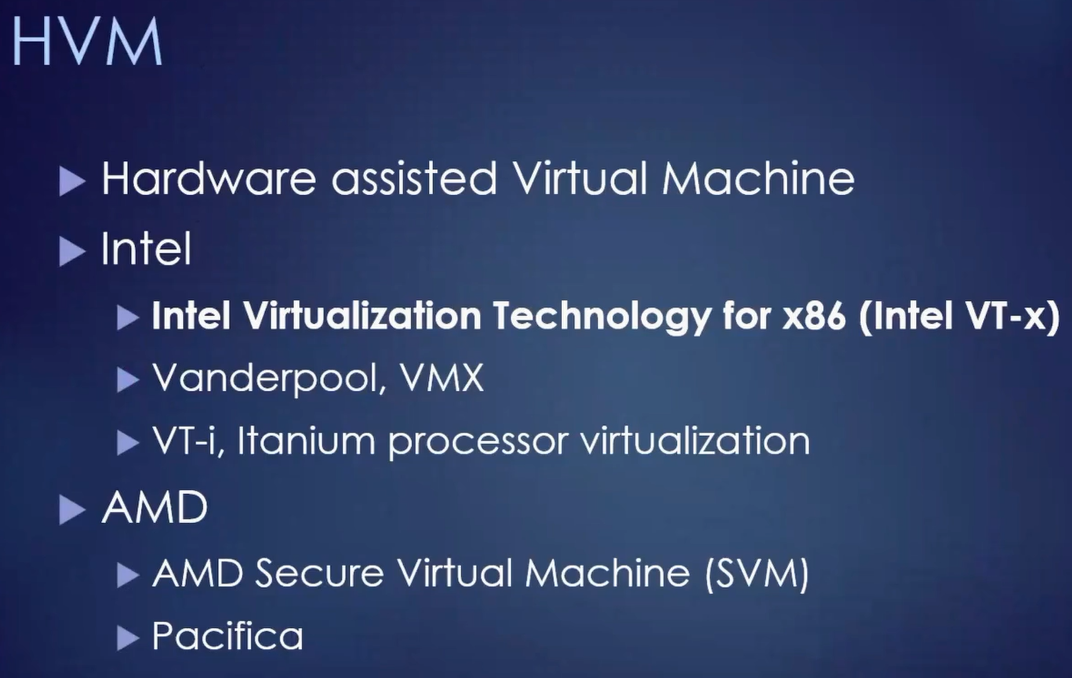 HVM
Hardware assisted Virtual Machine
Intel
Intel Virtualization Technology for x86 (Intel VT-x)
Vanderpool, VMX
VT-i, Itanium processor virtualization
AMD
AMD Secure Virtual Machine (SVM)
Pacifica